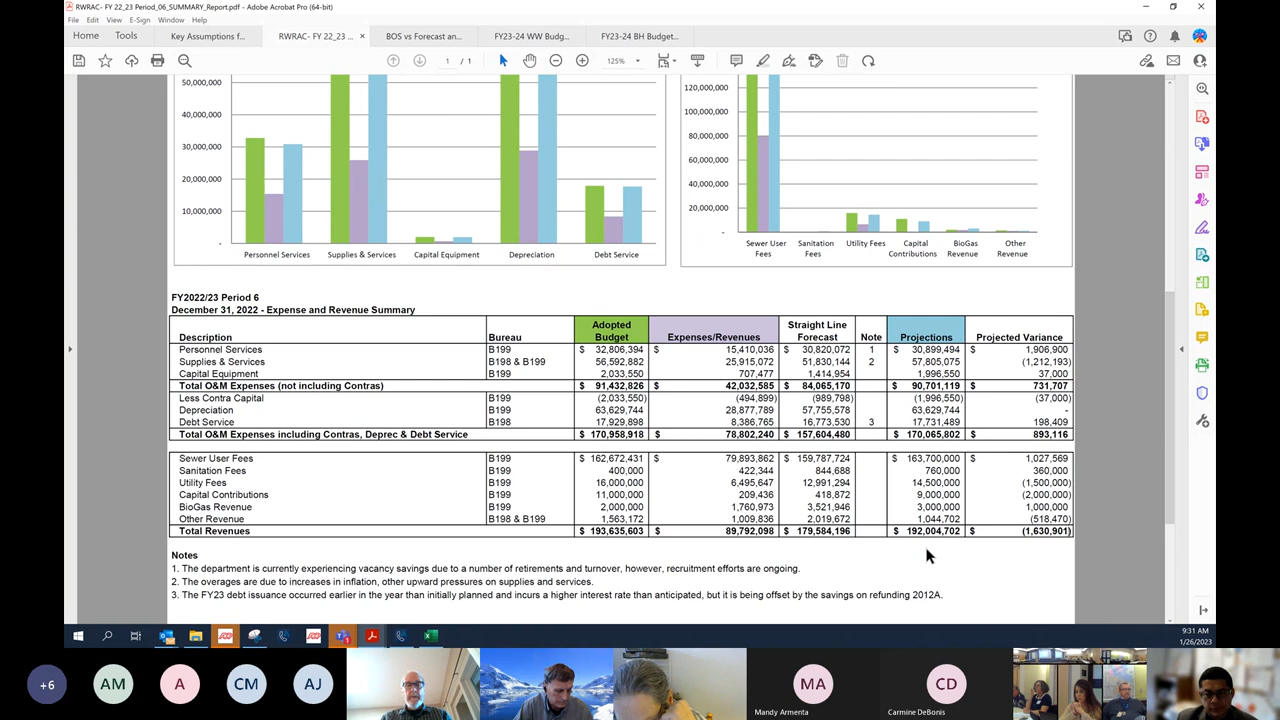 RWRAC- FY 22_23 Period_06_SUMMARY_Report.pdf - Adobe Acrobat Pro (64-bit)
File Edit View E-Sign Window Help
Home Tools Key Assumptions f... RWRAC- FY 22_23 ... × BOS vs Forecast an... FY23-24 WW Budg... FY23-24 BH Budget...
1 / 1 125%
50,000,000
40,000,000
30,000,000
20,000,000
10,000,000
-
Personnel Services Supplies & Services Capital Equipment Depreciation Debt Service
120,000,000
100,000,000
80,000,000
60,000,000
40,000,000
20,000,000
-
Sewer User Fees Sanitation Fees Utility Fees Capital Contributions BioGas Revenue Other Revenue
FY2022/23 Period 6
December 31, 2022 - Expense and Revenue Summary
Description Bureau Adopted Budget Expenses/Revenues Straight Line Forecast Note Projections Projected Variance
Personnel Services B199 $ 32,806,394 $ 15,410,036 $ 30,820,072 1 $ 30,899,494 $ 1,906,900
Supplies & Services B198 & B199 56,592,882 25,915,072 51,830,144 2 57,805,075 (1,212,193)
Capital Equipment B199 2,033,550 707,477 1,414,954 1,996,550 37,000
Total O&M Expenses (not including Contras) $ 91,432,826 $ 42,032,585 $ 84,065,170 $ 90,701,119 $ 731,707
Less Contra Capital B199 (2,033,550) (494,899) (989,798) (1,996,550) (37,000)
Depreciation B199 63,629,744 28,877,789 57,755,578 63,629,744 -
Debt Service B198 17,929,898 8,386,765 16,773,530 3 17,731,489 198,409
Total O&M Expenses including Contras, Deprec & Debt Service $ 170,958,918 $ 78,802,240 $ 157,604,480 $ 170,065,802 $ 893,116
Sewer User Fees B199 $ 162,672,431 $ 79,893,862 $ 159,787,724 $ 163,700,000 $ 1,027,569
Sanitation Fees B199 400,000 422,344 844,688 760,000 360,000
Utility Fees B199 16,000,000 6,495,647 12,991,294 14,500,000 (1,500,000)
Capital Contributions B199 11,000,000 209,436 418,872 9,000,000 (2,000,000)
BioGas Revenue B199 2,000,000 1,760,973 3,521,946 3,000,000 1,000,000
Other Revenue B198 & B199 1,563,172 1,009,836 2,019,672 1,044,702 (518,470)
Total Revenues $ 193,635,603 $ 89,792,098 $ 179,584,196 $ 192,004,702 $ (1,630,901)
Notes
1. The department is currently experiencing vacancy savings due to a number of retirements and turnover, however, recruitment efforts are ongoing.
2. The overages are due to increases in inflation, other upward pressures on supplies and services.
3. The FY23 debt issuance occurred earlier in the year than initially planned and incurs a higher interest rate than anticipated, but it is being offset by the savings on refunding 2012A.
9:31 AM
1/26/2023
+6 AM A CM AJ MA CD
Mandy Armenta Carmine DeBonis